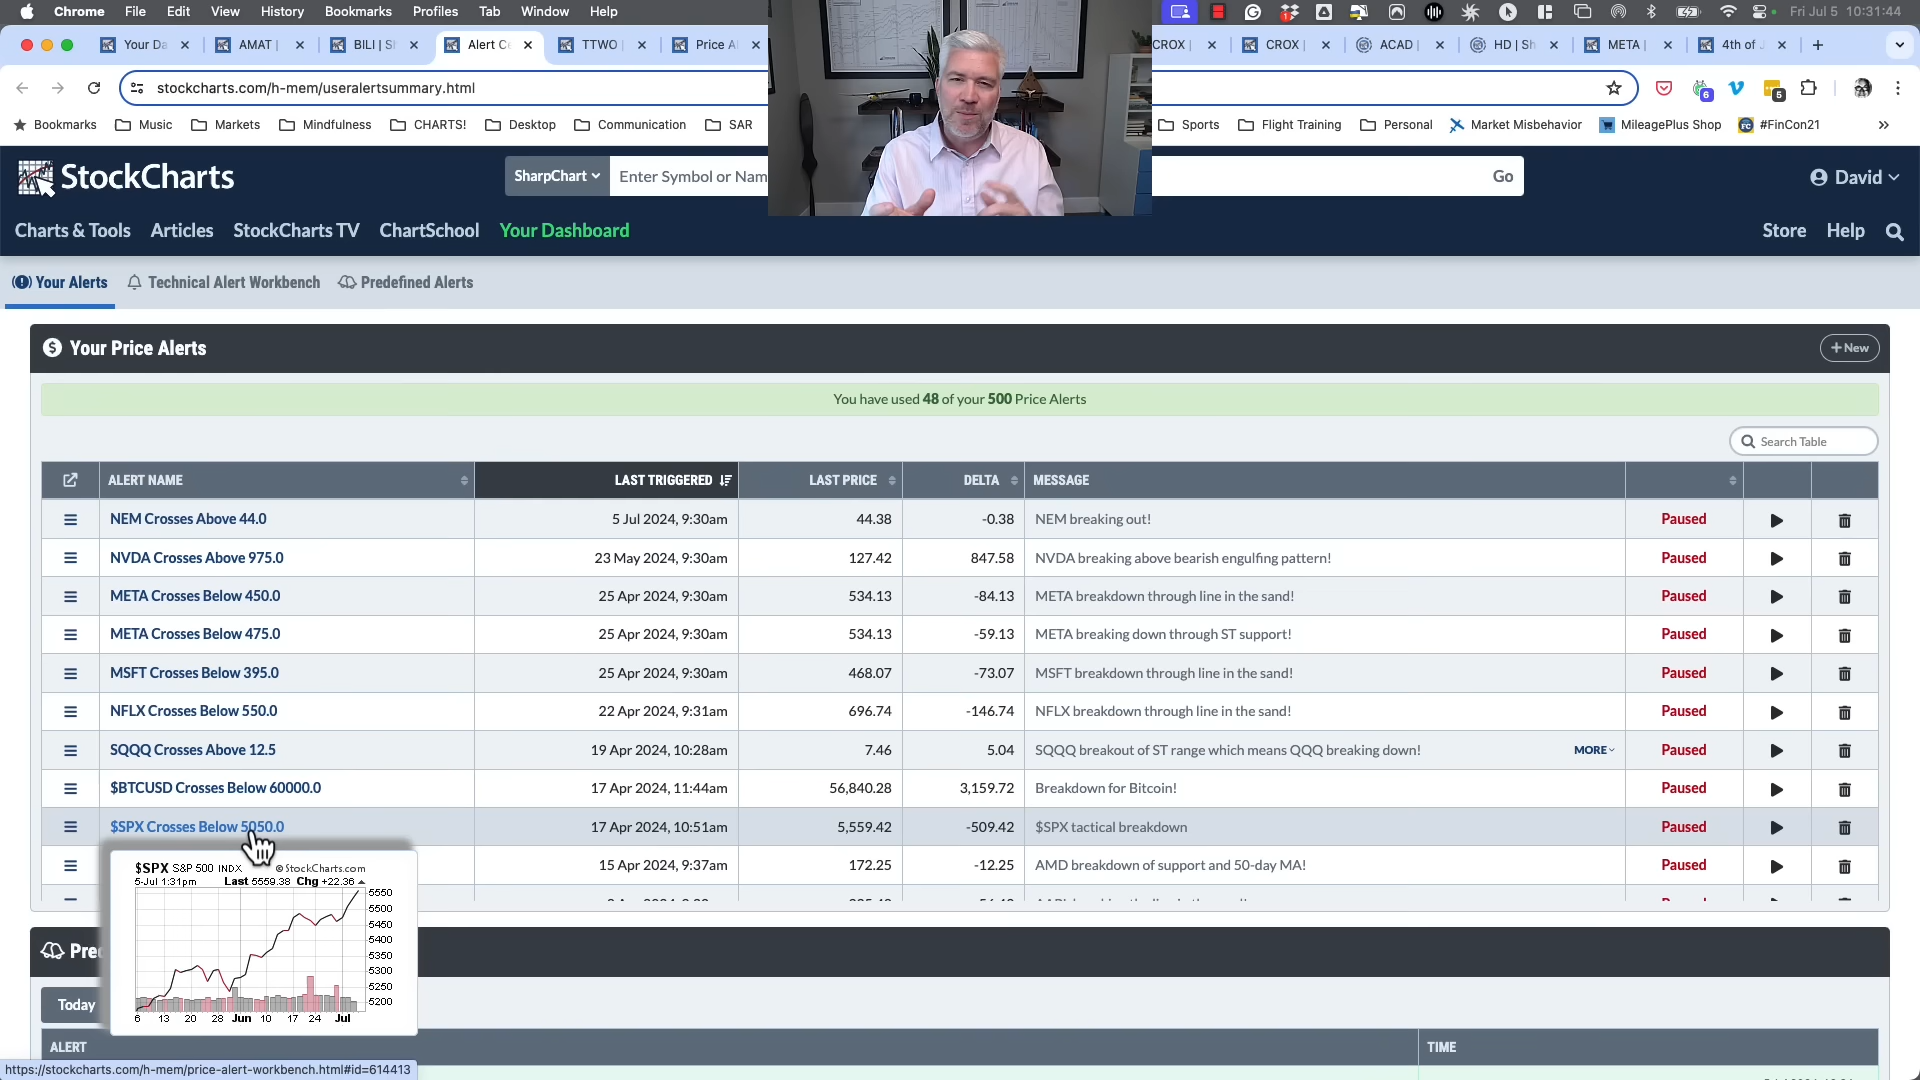 Chrome File Edit View History Bookmarks Profiles Tab Window Help Fri Jul 5 10:31:44
Your Da AMAT | BILI | S Alert Ce TTWO | Price A CROX | CROX | ACAD | HD | Sh META | 4th of J
stockcharts.com/h-mem/useralertsummary.html 6 5
Bookmarks Music Markets Mindfulness CHARTS! Desktop Communication SAR Sports Flight Training Personal Market Misbehavior MileagePlus Shop #FinCon21 »
StockCharts SharpChart Enter Symbol or Nam Go David
Charts & Tools Articles StockCharts TV ChartSchool Your Dashboard Store Help
Your Alerts Technical Alert Workbench Predefined Alerts
Your Price Alerts + New
You have used 48 of your 500 Price Alerts
Search Table
ALERT NAME LAST TRIGGERED LAST PRICE DELTA MESSAGE
NEM Crosses Above 44.0 5 Jul 2024, 9:30am 44.38 -0.38 NEM breaking out! Paused
NVDA Crosses Above 975.0 23 May 2024, 9:30am 127.42 847.58 NVDA breaking above bearish engulfing pattern! Paused
META Crosses Below 450.0 25 Apr 2024, 9:30am 534.13 -84.13 META breakdown through line in the sand! Paused
META Crosses Below 475.0 25 Apr 2024, 9:30am 534.13 -59.13 META breaking down through ST support! Paused
MSFT Crosses Below 395.0 25 Apr 2024, 9:30am 468.07 -73.07 MSFT breakdown through line in the sand! Paused
NFLX Crosses Below 550.0 22 Apr 2024, 9:31am 696.74 -146.74 NFLX breakdown through line in the sand! Paused
SQQQ Crosses Above 12.5 19 Apr 2024, 10:28am 7.46 5.04 SQQQ breakout of ST range which means QQQ breaking down! MORE Paused
$BTCUSD Crosses Below 60000.0 17 Apr 2024, 11:44am 56,840.28 3,159.72 Breakdown for Bitcoin! Paused
$SPX Crosses Below 5050.0 17 Apr 2024, 10:51am 5,559.42 -509.42 $SPX tactical breakdown Paused
15 Apr 2024, 9:37am 172.25 -12.25 AMD breakdown of support and 50-day MA! Paused
$SPX S&P 500 INDX © StockCharts.com
5-Jul 1:31pm Last 5559.38 Chg +22.36
5550
5500
5450
5400
5350
5300
5250
5200
6 13 20 28 Jun 10 17 24 Jul
Pred
Today
ALERT TIME
https://stockcharts.com/h-mem/price-alert-workbench.html#id=614413